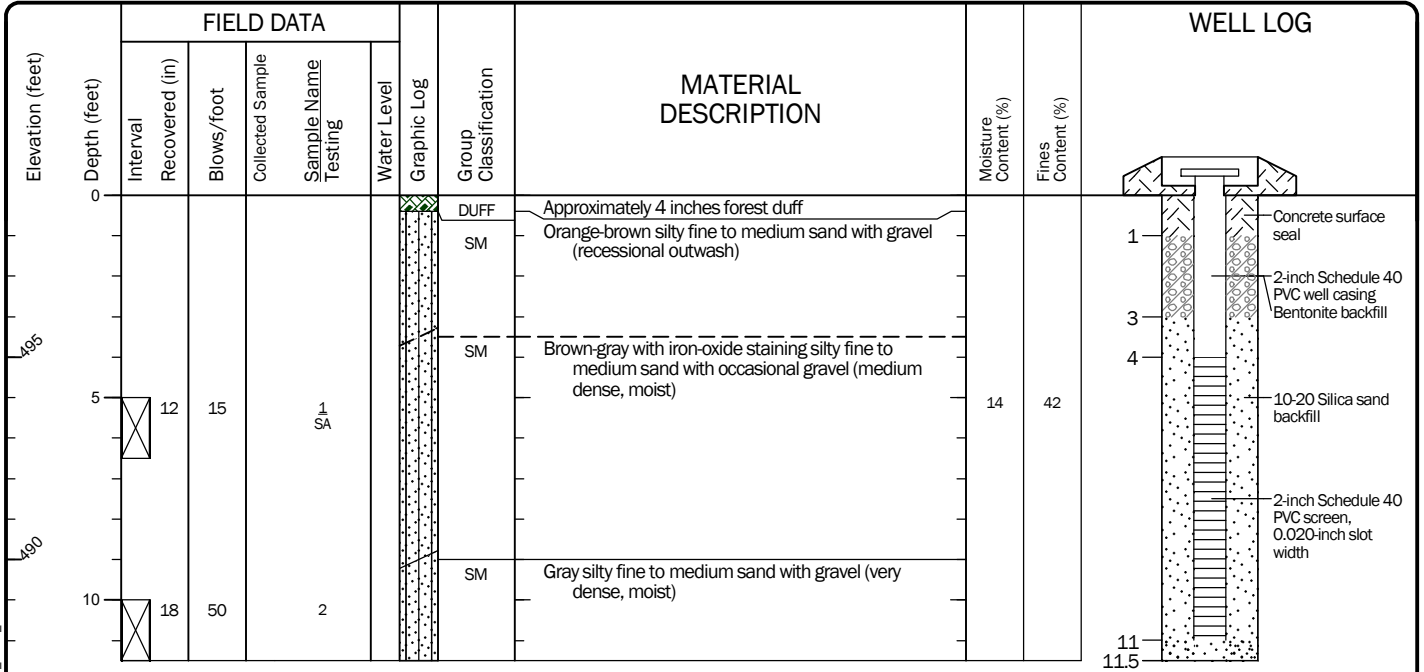 FIELD DATA
WELL LOG
Elevation (feet)
Depth (feet)
Interval
Recovered (in)
Blows/foot
Collected Sample
Sample Name
Testing
Water Level
Graphic Log
Group
Classification
MATERIAL
DESCRIPTION
Moisture
Content (%)
Fines
Content (%)
0
DUFF
Approximately 4 inches forest duff
SM
Orange-brown silty fine to medium sand with gravel
(recessional outwash)
1
Concrete surface
seal
2-inch Schedule 40
PVC well casing
Bentonite backfill
3
495
SM
Brown-gray with iron-oxide staining silty fine to
medium sand with occasional gravel (medium
dense, moist)
4
5
12
15
1
SA
14
42
10-20 Silica sand
backfill
2-inch Schedule 40
PVC screen,
0.020-inch slot
width
490
SM
Gray silty fine to medium sand with gravel (very
dense, moist)
10
18
50
2
11
11.5